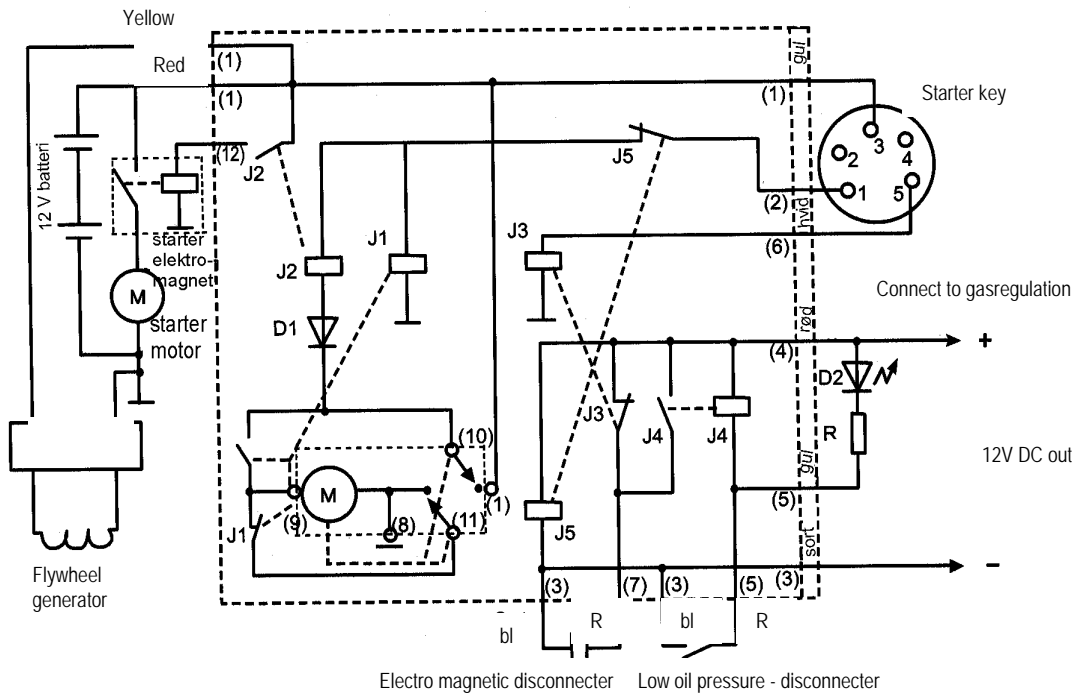 Yellow
Red
(1)
(1)
(1)
gul
Starter key
3
4
2
5
1
12 V batteri
(12)
J2
J5
(2)
hvid
J1
J3
(6)
starter
elektro-
magnet
J2
M
starter
motor
D1
Connect to gasregulation
rød
(4)
+
D2
J3
J4
J4
R
(10)
gul
12V DC out
M
(1)
(5)
(9)
(8)
(11)
J1
J5
sort
Flywheel
generator
(3)
(7)
(3)
(5)
(3)
−
bl
R
bl
R
Electro magnetic disconnecter
Low oil pressure - disconnecter